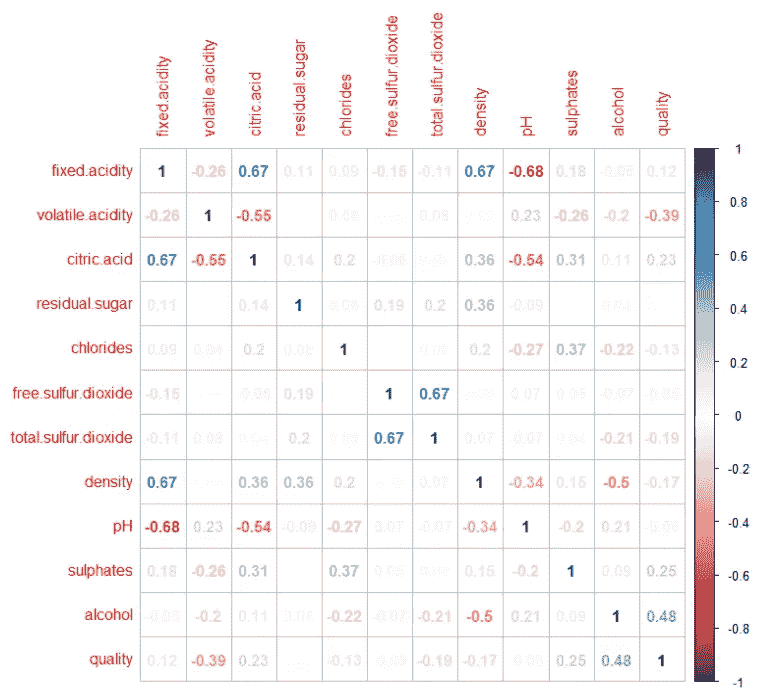 fixed.acidity volatile.acidity citric.acid residual.sugar chlorides free.sulfur.dioxide total.sulfur.dioxide density pH sulphates alcohol quality
fixed.acidity 1 -0.26 0.67 0.11 0.09 -0.15 -0.11 0.67 -0.68 0.18 0.12
volatile.acidity -0.26 1 -0.55 0.23 -0.26 -0.2 -0.39
citric.acid 0.67 -0.55 1 0.14 0.2 0.36 -0.54 0.31 0.11 0.23
residual.sugar 0.11 0.14 1 0.19 0.2 0.36 -0.09
chlorides 0.09 0.2 1 0.2 -0.27 0.37 -0.22 -0.13
free.sulfur.dioxide -0.15 0.19 1 0.67
total.sulfur.dioxide -0.11 0.2 0.67 1 -0.21 -0.19
density 0.67 0.36 0.36 0.2 1 -0.34 0.15 -0.5 -0.17
pH -0.68 0.23 -0.54 -0.09 -0.27 -0.34 1 -0.2 0.21
sulphates 0.18 -0.26 0.31 0.37 0.15 -0.2 1 0.09 0.25
alcohol -0.2 0.11 -0.22 -0.21 -0.5 0.21 0.09 1 0.48
quality 0.12 -0.39 0.23 -0.13 -0.19 -0.17 0.25 0.48 1
1
0.8
0.6
0.4
0.2
0
-0.2
-0.4
-0.6
-0.8
-1